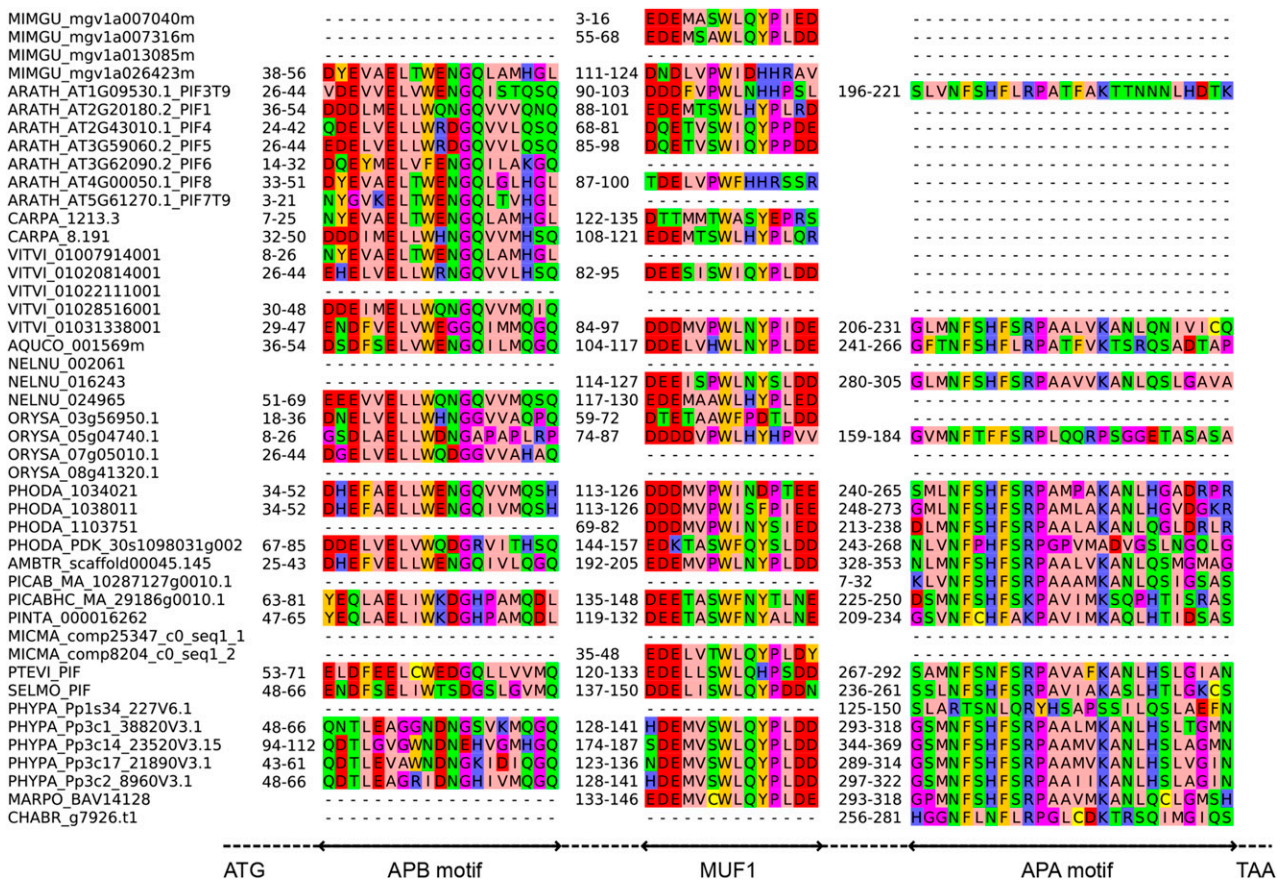 MIMGU_mgv1a007040m - - - - - - - - - - - - - - - - - - - 3-16 EDEMASWLQYPIED - - - - - - - - - - - - - - - - - - - - - - - - - -
MIMGU_mgv1a007316m - - - - - - - - - - - - - - - - - - - 55-68 EDEMSAWLQYPLDD - - - - - - - - - - - - - - - - - - - - - - - - - -
MIMGU_mgv1a013085m - - - - - - - - - - - - - - - - - - - - - - - - - - - - - - - - - - - - - - - - - - - - - - - - - - - - - - - - - - -
MIMGU_mgv1a026423m 38-56 DYEVAELTWENGQLAMHGL 111-124 DNDLVPWIDHHRAV - - - - - - - - - - - - - - - - - - - - - - - - - -
ARATH_AT1G09530.1_PIF3T9 26-44 VDEVVELVWENGQISTQSQ 90-103 DDDFVPWLNHHPSL 196-221 SLVNFSHFLRPATFAKTTNNNLHDTK
ARATH_AT2G20180.2_PIF1 36-54 DDDLMELLWQNGQVVVQNQ 88-101 EDEMTSWLHYPLRD - - - - - - - - - - - - - - - - - - - - - - - - - -
ARATH_AT2G43010.1_PIF4 24-42 QDELVELLWRDGQVVLQSQ 68-81 DQETVSWIQYPPDE - - - - - - - - - - - - - - - - - - - - - - - - - -
ARATH_AT3G59060.2_PIF5 26-44 EDELVELLWRDGQVVLQSQ 85-98 DQETVSWIQYPPDD - - - - - - - - - - - - - - - - - - - - - - - - - -
ARATH_AT3G62090.2_PIF6 14-32 DQEYMELVFENGQILAKGQ - - - - - - - - - - - - - - - - - - - - - - - - - - - - - - - - - - - - - - - -
ARATH_AT4G00050.1_PIF8 33-51 DYEVAELTWENGQLGLHGL 87-100 TDELVPWFHHRSSR - - - - - - - - - - - - - - - - - - - - - - - - - -
ARATH_AT5G61270.1_PIF7T9 3-21 NYGVKELTWENGQLTVHGL - - - - - - - - - - - - - - - - - - - - - - - - - - - - - - - - - - - - - - - -
CARPA_1213.3 7-25 NYEVAELTWENGQLAMHGL 122-135 DTTMMTWASYEPRS - - - - - - - - - - - - - - - - - - - - - - - - - -
CARPA_8.191 32-50 DDDIMELLWHNGQVVMHSQ 108-121 EDEMTSWLHYPLQR - - - - - - - - - - - - - - - - - - - - - - - - - -
VITVI_01007914001 8-26 NYEVAELTWENGQLAMHGL - - - - - - - - - - - - - - - - - - - - - - - - - - - - - - - - - - - - - - - -
VITVI_01020814001 26-44 EHELVELLWRNGQVVLHSQ 82-95 DEESISWIQYPLDD - - - - - - - - - - - - - - - - - - - - - - - - - -
VITVI_01022111001 - - - - - - - - - - - - - - - - - - - - - - - - - - - - - - - - - - - - - - - - - - - - - - - - - - - - - - - - - - -
VITVI_01028516001 30-48 DDEIMELLWQNGQVVMQIQ - - - - - - - - - - - - - - - - - - - - - - - - - - - - - - - - - - - - - - - -
VITVI_01031338001 29-47 ENDFVELVWEGGQIMMQGQ 84-97 DDDMVPWLNYPIDE 206-231 GLMNFSHFSRPAALVKANLQNIVICQ
AQUCO_001569m 36-54 DSDFSELVWENGQILMQGQ 104-117 DDELVHWLNYPLDE 241-266 GFTNFSHFLRPATFVKTSRQSADTAP
NELNU_002061 - - - - - - - - - - - - - - - - - - - - - - - - - - - - - - - - - - - - - - - - - - - - - - - - - - - - - - - - - - -
NELNU_016243 - - - - - - - - - - - - - - - - - - - 114-127 DEEISPWLNYSLDD 280-305 GLMNFSHFSRPAAVVKANLQSLGAVA
NELNU_024965 51-69 EEEVVELLWQNGQVVMQSQ 117-130 EDEMAAWLHYPLED - - - - - - - - - - - - - - - - - - - - - - - - - -
ORYSA_03g56950.1 18-36 DNELVELLWHNGGVVAQPQ 59-72 DTETAAWFPDTLDD - - - - - - - - - - - - - - - - - - - - - - - - - -
ORYSA_05g04740.1 8-26 GSDLAELLWDNGAPAPLRP 74-87 DDDDVPWLHYHPVV 159-184 GVMNFTFFSRPLQQRPSGGETASASA
ORYSA_07g05010.1 26-44 DGELVELLWQDGGVVAHAQ - - - - - - - - - - - - - - - - - - - - - - - - - - - - - - - - - - - - - - - -
ORYSA_08g41320.1 - - - - - - - - - - - - - - - - - - - - - - - - - - - - - - - - - - - - - - - - - - - - - - - - - - - - - - - - - - -
PHODA_1034021 34-52 DHEFAELLWENGQVVMQSH 113-126 DDDMVPWINDPTEE 240-265 SMLNFSHFSRPAMPAKANLHGADRPR
PHODA_1038011 34-52 DHEFAELLWENGQVVMQSH 113-126 DDDMVPWISFPIEE 248-273 GMLNFSHFSRPAALAKANLHGVDGKR
PHODA_1103751 - - - - - - - - - - - - - - - - - - - 69-82 DDDMVPWINYSIED 213-238 DLMNFSHFSRPAALAKANLQGLDRLR
PHODA_PDK_30s1098031g002 67-85 DDELVELVWQDGRVITHSQ 144-157 EDKTASWFQYSLDD 243-268 NLVNFPHFSRPGPVMADVGSLNGQLG
AMBTR_scaffold00045.145 25-43 DHEFVELVWENGQIVLQGQ 192-205 EDEMVPWLNYPLDE 328-353 NLMNFSHFSRPAPLVKANLQSMGMAG
PICAB_MA_10287127g0010.1 - - - - - - - - - - - - - - - - - - - - - - - - - - - - - - - - - 7-32 KLVNFSHFSRPAAAMKANLQSIGSAS
PICABHC_MA_29186g0010.1 63-81 YEQLAELIWKDGHPAMQDL 135-148 DEETASWFNYTLNE 225-250 DSMNFSHFSKPAVIMKSQPHTISRAS
PINTA_000016262 47-65 YEQLAELIWKDGHPAMQDL 119-132 DEETASWFNYALNE 209-234 GSVNFCHFAKPAVIMKAQLHTIDSAS
MICMA_comp25347_c0_seq1_1 - - - - - - - - - - - - - - - - - - - - - - - - - - - - - - - - - - - - - - - - - - - - - - - - - - - - - - - - - - -
MICMA_comp8204_c0_seq1_2 - - - - - - - - - - - - - - - - - - - 35-48 EDELVTWLQYPLDY - - - - - - - - - - - - - - - - - - - - - - - - - -
PTEVI_PIF 53-71 ELDFEELCWEDGQLLVVMQ 120-133 EDELLSWLQHPSDD 267-292 SAMNFSNFSRPAVAFKANLHSLGIAN
SELMO_PIF 48-66 ENDFSELIWTSDGSLGVMQ 137-150 DDELISWLQYPDDN 236-261 SSLNFSHFSRPAVIAKASLHTLGKCS
PHYPA_Pp1s34_227V6.1 - - - - - - - - - - - - - - - - - - - - - - - - - - - - - - - - - 125-150 SLARTSNLQRYHSAPSSILQSLAEFN
PHYPA_Pp3c1_38820V3.1 48-66 QNTLEAGGNDNGSVKMQGQ 128-141 HDEMVSWLQYPLDD 293-318 GSMNFSHFSRPAALMKANLHSLTGMN
PHYPA_Pp3c14_23520V3.15 94-112 QDTLGVGWNDNEHVGMHGQ 174-187 SDEMVSWLQYPLDD 344-369 GSMNFSHFSRPAAMVKANLHSLAGMN
PHYPA_Pp3c17_21890V3.1 43-61 QDTLEVAWNDNGKIDIQGQ 123-136 NDEMVSWLQYPLDD 289-314 GSMNFSHFSRPAAMVKANLHSLVGIN
PHYPA_Pp3c2_8960V3.1 48-66 QDTLEAGRIDNGHIVMQGQ 128-141 HDEMVSWLQYPLDD 297-322 GSMNFSHFSRPAAIIKANLHSLAGIN
MARPO_BAV14128 - - - - - - - - - - - - - - - - - - - 133-146 EDEMVCWLQYPLDE 293-318 GPMNFSHFSRPAAVMKANLQCLGMSH
CHABR_g7926.t1 - - - - - - - - - - - - - - - - - - - - - - - - - - - - - - - - - 256-281 HGGNFLNFLRPGLCDKTRSQIMGIQS
ATG APB motif MUF1 APA motif TAA